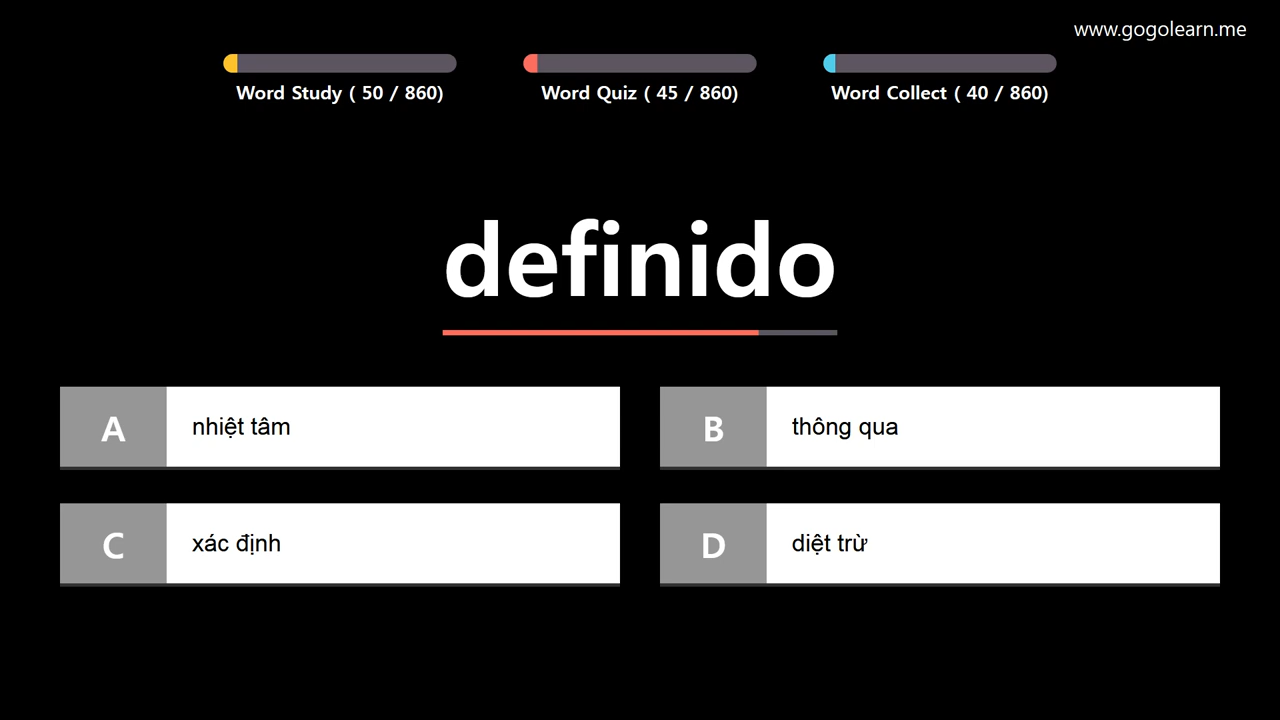 www.gogolearn.me
Word Study ( 50 / 860)
Word Quiz ( 45 / 860)
Word Collect ( 40 / 860)
definido
A
nhiệt tâm
B
thông qua
C
xác định
D
diệt trừ